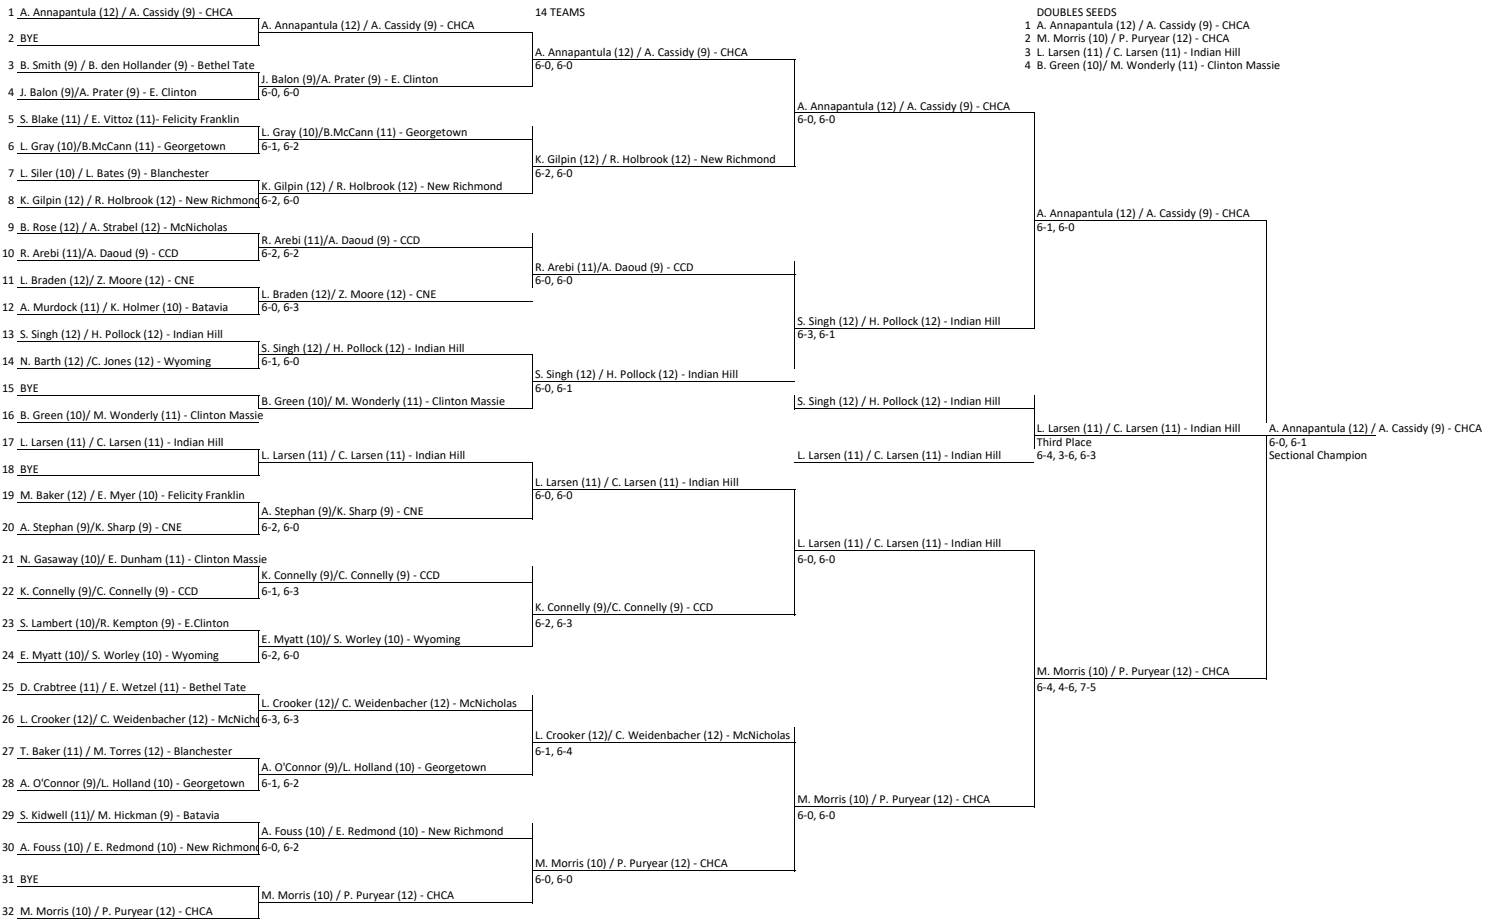 1 A. Annapantula (12) / A. Cassidy (9) - CHCA
2 BYE
3 B. Smith (9) / B. den Hollander (9) - Bethel Tate
4 J. Balon (9)/A. Prater (9) - E. Clinton
5 S. Blake (11) / E. Vittoz (11)- Felicity Franklin
6 L. Gray (10)/B.McCann (11) - Georgetown
7 L. Siler (10) / L. Bates (9) - Blanchester
8 K. Gilpin (12) / R. Holbrook (12) - New Richmond
9 B. Rose (12) / A. Strabel (12) - McNicholas
10 R. Arebi (11)/A. Daoud (9) - CCD
11 L. Braden (12)/ Z. Moore (12) - CNE
12 A. Murdock (11) / K. Holmer (10) - Batavia
13 S. Singh (12) / H. Pollock (12) - Indian Hill
14 N. Barth (12) /C. Jones (12) - Wyoming
15 BYE
16 B. Green (10)/ M. Wonderly (11) - Clinton Massie
17 L. Larsen (11) / C. Larsen (11) - Indian Hill
18 BYE
19 M. Baker (12) / E. Myer (10) - Felicity Franklin
20 A. Stephan (9)/K. Sharp (9) - CNE
21 N. Gasaway (10)/ E. Dunham (11) - Clinton Massie
22 K. Connelly (9)/C. Connelly (9) - CCD
23 S. Lambert (10)/R. Kempton (9) - E.Clinton
24 E. Myatt (10)/ S. Worley (10) - Wyoming
25 D. Crabtree (11) / E. Wetzel (11) - Bethel Tate
26 L. Crooker (12)/ C. Weidenbacher (12) - McNicho
27 T. Baker (11) / M. Torres (12) - Blanchester
28 A. O'Connor (9)/L. Holland (10) - Georgetown
29 S. Kidwell (11)/ M. Hickman (9) - Batavia
30 A. Fouss (10) / E. Redmond (10) - New Richmond
31 BYE
32 M. Morris (10) / P. Puryear (12) - CHCA
A. Annapantula (12) / A. Cassidy (9) - CHCA
J. Balon (9)/A. Prater (9) - E. Clinton
6-0, 6-0
L. Gray (10)/B.McCann (11) - Georgetown
6-1, 6-2
K. Gilpin (12) / R. Holbrook (12) - New Richmond
6-2, 6-0
R. Arebi (11)/A. Daoud (9) - CCD
6-2, 6-2
L. Braden (12)/ Z. Moore (12) - CNE
6-0, 6-3
S. Singh (12) / H. Pollock (12) - Indian Hill
6-1, 6-0
B. Green (10)/ M. Wonderly (11) - Clinton Massie
L. Larsen (11) / C. Larsen (11) - Indian Hill
A. Stephan (9)/K. Sharp (9) - CNE
6-2, 6-0
K. Connelly (9)/C. Connelly (9) - CCD
6-1, 6-3
E. Myatt (10)/ S. Worley (10) - Wyoming
6-2, 6-0
L. Crooker (12)/ C. Weidenbacher (12) - McNicholas
6-3, 6-3
A. O'Connor (9)/L. Holland (10) - Georgetown
6-1, 6-2
A. Fouss (10) / E. Redmond (10) - New Richmond
6-0, 6-2
M. Morris (10) / P. Puryear (12) - CHCA
14 TEAMS
A. Annapantula (12) / A. Cassidy (9) - CHCA
6-0, 6-0
K. Gilpin (12) / R. Holbrook (12) - New Richmond
6-2, 6-0
R. Arebi (11)/A. Daoud (9) - CCD
6-0, 6-0
S. Singh (12) / H. Pollock (12) - Indian Hill
6-0, 6-1
L. Larsen (11) / C. Larsen (11) - Indian Hill
6-0, 6-0
K. Connelly (9)/C. Connelly (9) - CCD
6-2, 6-3
L. Crooker (12)/ C. Weidenbacher (12) - McNicholas
6-1, 6-4
M. Morris (10) / P. Puryear (12) - CHCA
6-0, 6-0
A. Annapantula (12) / A. Cassidy (9) - CHCA
6-0, 6-0
S. Singh (12) / H. Pollock (12) - Indian Hill
6-3, 6-1
S. Singh (12) / H. Pollock (12) - Indian Hill
L. Larsen (11) / C. Larsen (11) - Indian Hill
L. Larsen (11) / C. Larsen (11) - Indian Hill
6-0, 6-0
M. Morris (10) / P. Puryear (12) - CHCA
6-0, 6-0
DOUBLES SEEDS
1 A. Annapantula (12) / A. Cassidy (9) - CHCA
2 M. Morris (10) / P. Puryear (12) - CHCA
3 L. Larsen (11) / C. Larsen (11) - Indian Hill
4 B. Green (10)/ M. Wonderly (11) - Clinton Massie
A. Annapantula (12) / A. Cassidy (9) - CHCA
6-1, 6-0
L. Larsen (11) / C. Larsen (11) - Indian Hill
Third Place
6-4, 3-6, 6-3
M. Morris (10) / P. Puryear (12) - CHCA
6-4, 4-6, 7-5
A. Annapantula (12) / A. Cassidy (9) - CHCA
6-0, 6-1
Sectional Champion